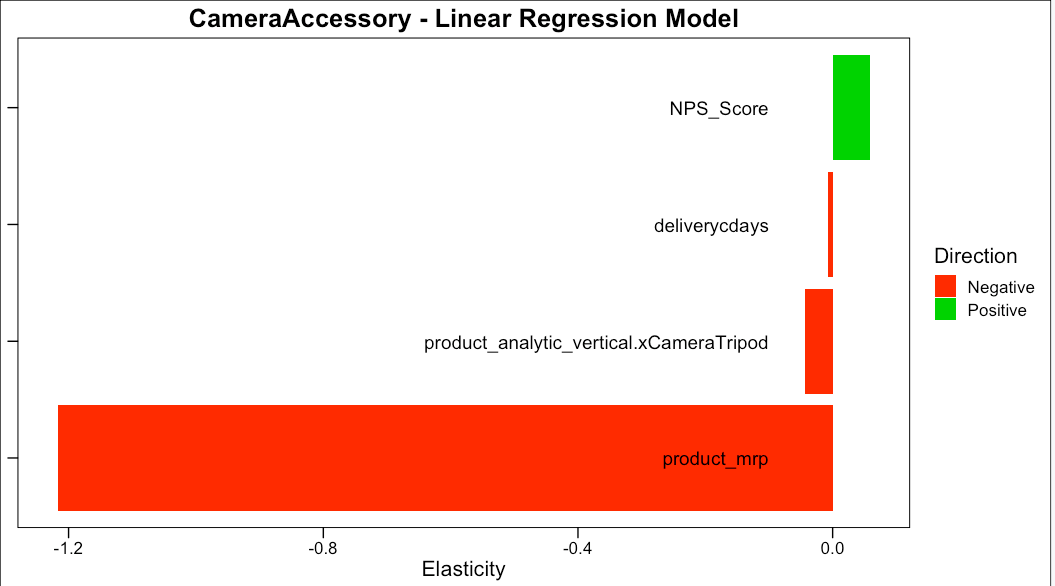 CameraAccessory - Linear Regression Model
NPS_Score
deliverycdays
product_analytic_vertical.xCameraTripod
product_mrp
-1.2
-0.8
-0.4
0.0
Elasticity
Direction
Negative
Positive